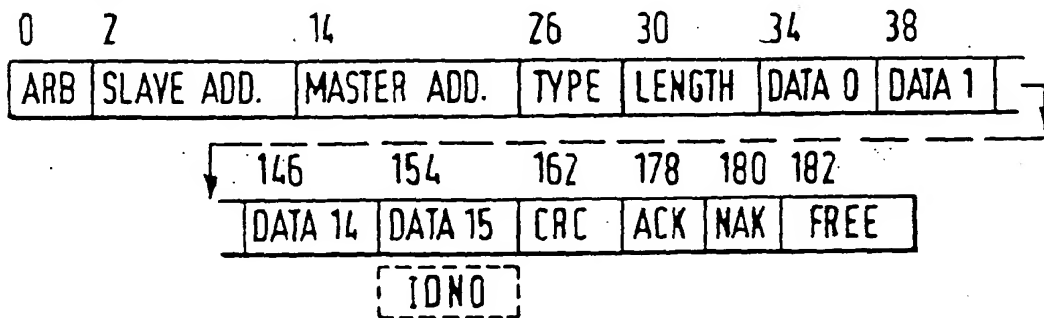 0 2 14 26 30 34 38
ARB SLAVE ADD. MASTER ADD. TYPE LENGTH DATA 0 DATA 1
146 154 162 178 180 182
DATA 14 DATA 15 CRC ACK NAK FREE
IDNO